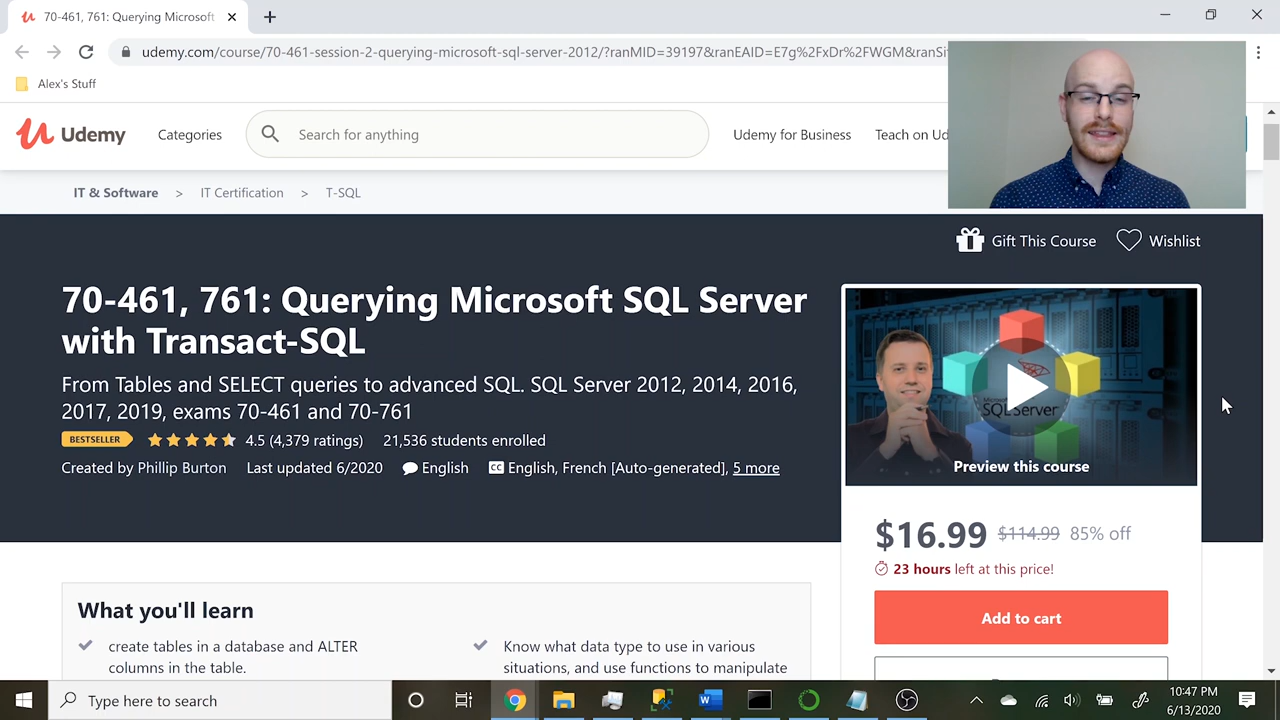 70-461, 761: Querying Microsoft
udemy.com/course/70-461-session-2-querying-microsoft-sql-server-2012/?ranMID=39197&ranEAID=E7g%2FxDr%2FWGM&ranSi
Alex's Stuff
Udemy
Categories
Search for anything
Udemy for Business
Teach on Ud
IT & Software > IT Certification > T-SQL
Gift This Course
Wishlist
70-461, 761: Querying Microsoft SQL Server
with Transact-SQL
From Tables and SELECT queries to advanced SQL. SQL Server 2012, 2014, 2016,
2017, 2019, exams 70-461 and 70-761
BESTSELLER 4.5 (4,379 ratings) 21,536 students enrolled
Created by Phillip Burton Last updated 6/2020 English English, French [Auto-generated], 5 more
SQL Server
Preview this course
$16.99 $114.99 85% off
23 hours left at this price!
Add to cart
What you'll learn
create tables in a database and ALTER
columns in the table.
Know what data type to use in various
situations, and use functions to manipulate
Type here to search
10:47 PM
6/13/2020